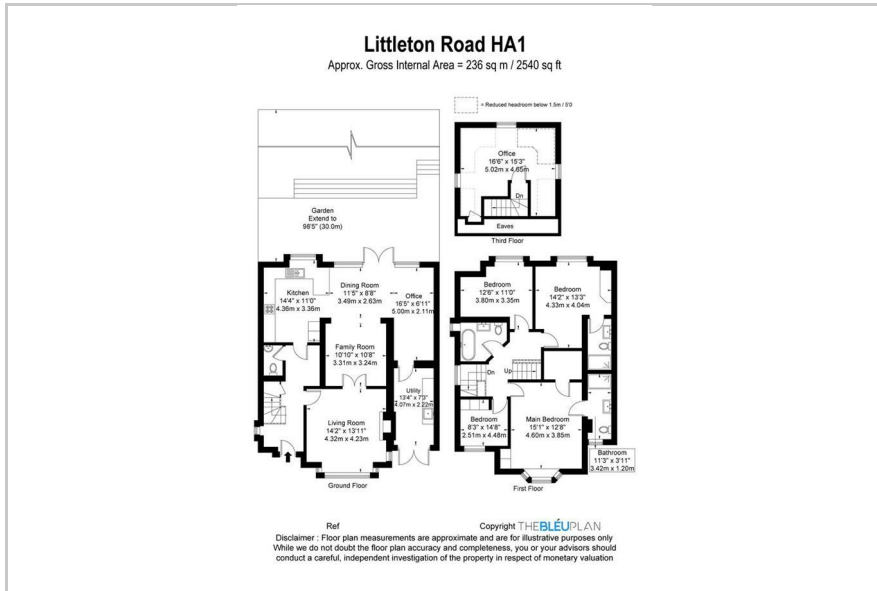 Littleton Road HA1
Approx. Gross Internal Area = 236 sq m / 2540 sq ft
= Reduced headroom below 1.5m / 5'0
Office
16'6" x 15'3"
5.02m x 4.65m
Dn
Eaves
Third Floor
Garden
Extend to
98'5" (30.0m)
Kitchen
14'4" x 11'0"
4.36m x 3.36m
Dining Room
11'5" x 8'8"
3.49m x 2.63m
Office
16'5" x 6'11"
5.00m x 2.11m
Family Room
10'10" x 10'8"
3.31m x 3.24m
Utility
13'4" x 7'3"
4.07m x 2.22m
Living Room
14'2" x 13'11"
4.32m x 4.23m
Ground Floor
Bedroom
12'6" x 11'0"
3.80m x 3.35m
Bedroom
14'2" x 13'3"
4.33m x 4.04m
Dn
Up
Bedroom
8'3" x 14'8"
2.51m x 4.48m
Main Bedroom
15'1" x 12'8"
4.60m x 3.85m
Bathroom
11'3" x 3'11"
3.42m x 1.20m
First Floor
Ref
Copyright THEBLÉUPLAN
Disclaimer : Floor plan measurements are approximate and are for illustrative purposes only
While we do not doubt the floor plan accuracy and completeness, you or your advisors should
conduct a careful, independent investigation of the property in respect of monetary valuation